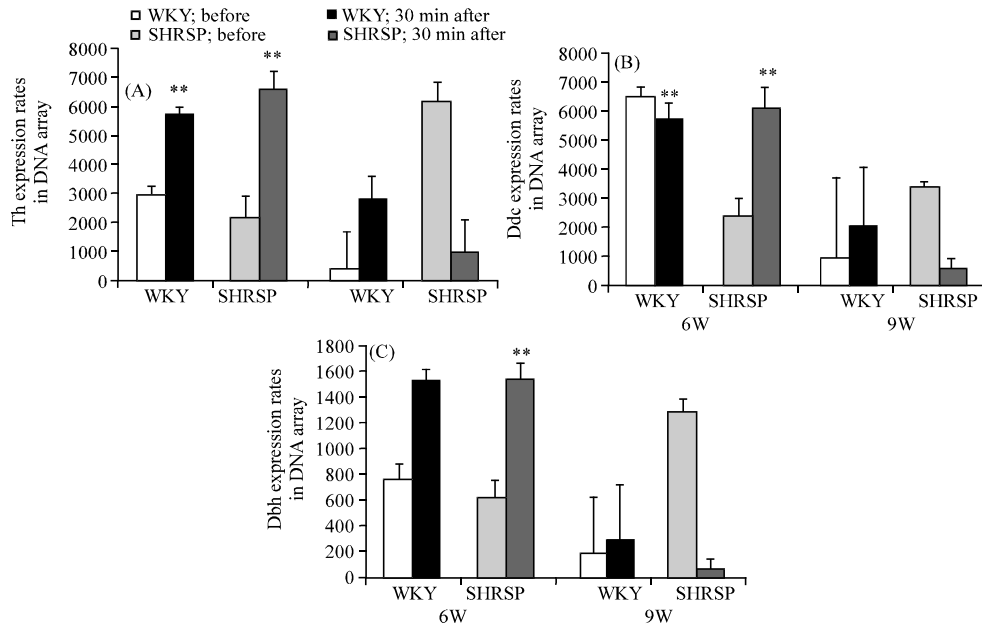 WKY; before
WKY; 30 min after
SHRSP; before
SHRSP; 30 min after
(A)
Th expression rates
in DNA array
8000
7000
6000
5000
4000
3000
2000
1000
0
**
**
WKY
SHRSP
WKY
SHRSP
(B)
Ddc expression rates
in DNA array
8000
7000
6000
5000
4000
3000
2000
1000
0
**
**
WKY
SHRSP
WKY
SHRSP
6W
9W
(C)
Dbh expression rates
in DNA array
1800
1600
1400
1200
1000
800
600
400
200
0
**
WKY
SHRSP
WKY
SHRSP
6W
9W